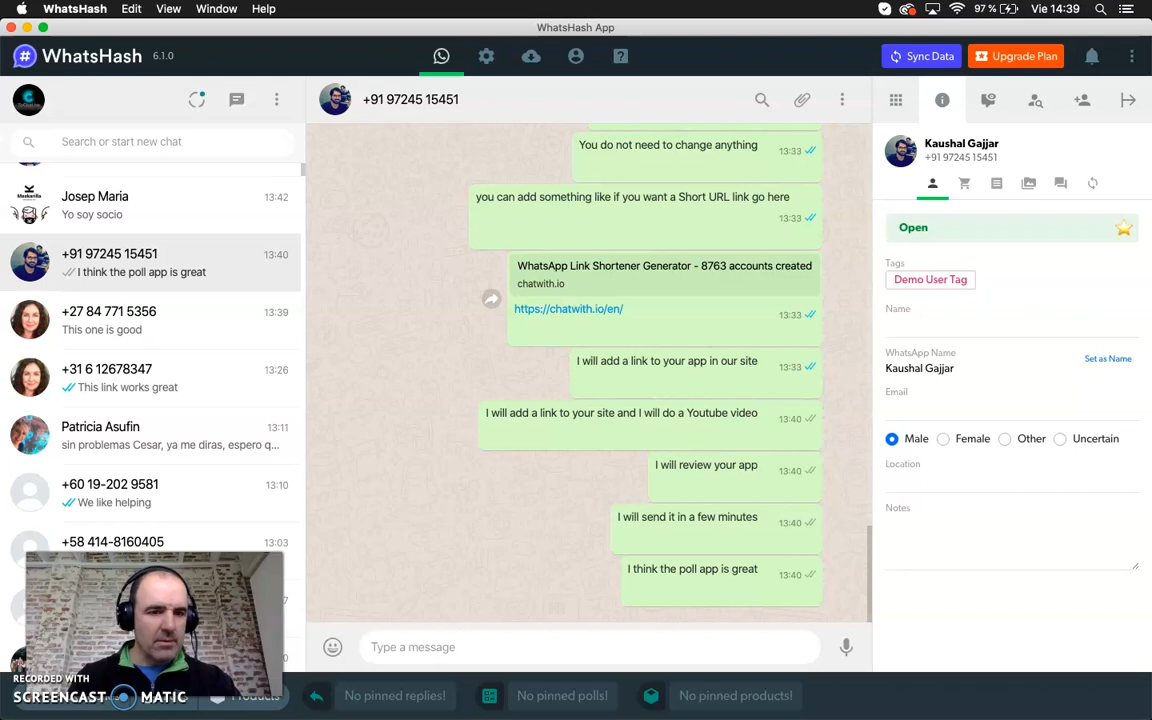 WhatsHash Edit View Window Help 97 % Vie 14:39
WhatsHash App
WhatsHash 6.1.0 Sync Data Upgrade Plan
+91 97245 15451
Search or start new chat
Josep Maria 13:42
Yo soy socio
+91 97245 15451 13:40
I think the poll app is great
+27 84 771 5356 13:39
This one is good
+31 6 12678347 13:26
This link works great
Patricia Asufin 13:11
sin problemas Cesar, ya me diras, espero q...
+60 19-202 9581 13:10
We like helping
+58 414-8160405 13:03
You do not need to change anything 13:33
you can add something like if you want a Short URL link go here
13:33
WhatsApp Link Shortener Generator - 8763 accounts created
chatwith.io
https://chatwith.io/en/ 13:33
I will add a link to your app in our site 13:33
I will add a link to your site and I will do a Youtube video 13:40
I will review your app 13:40
I will send it in a few minutes 13:40
I think the poll app is great 13:40
Type a message
Kaushal Gajjar
+91 97245 15451
Open
Tags
Demo User Tag
Name
WhatsApp Name
Set as Name
Kaushal Gajjar
Email
Male Female Other Uncertain
Location
Notes
RECORDED WITH
SCREENCAST MATIC
Products No pinned replies! No pinned polls! No pinned products!